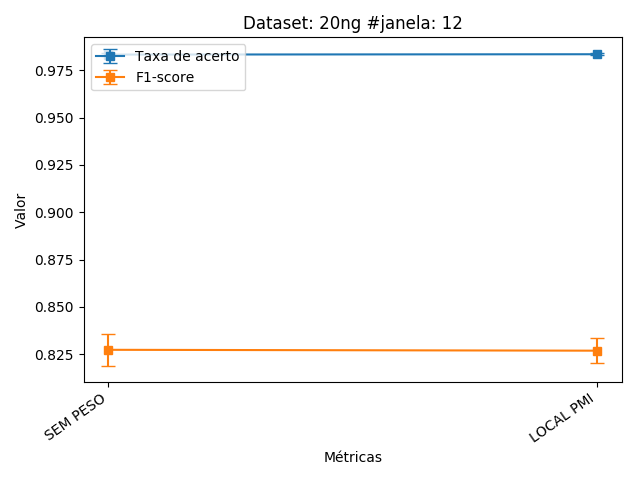 Dataset: 20ng #janela: 12
Taxa de acerto
F1-score
Valor
0.975
0.950
0.925
0.900
0.875
0.850
0.825
SEM PESO
LOCAL PMI
Métricas